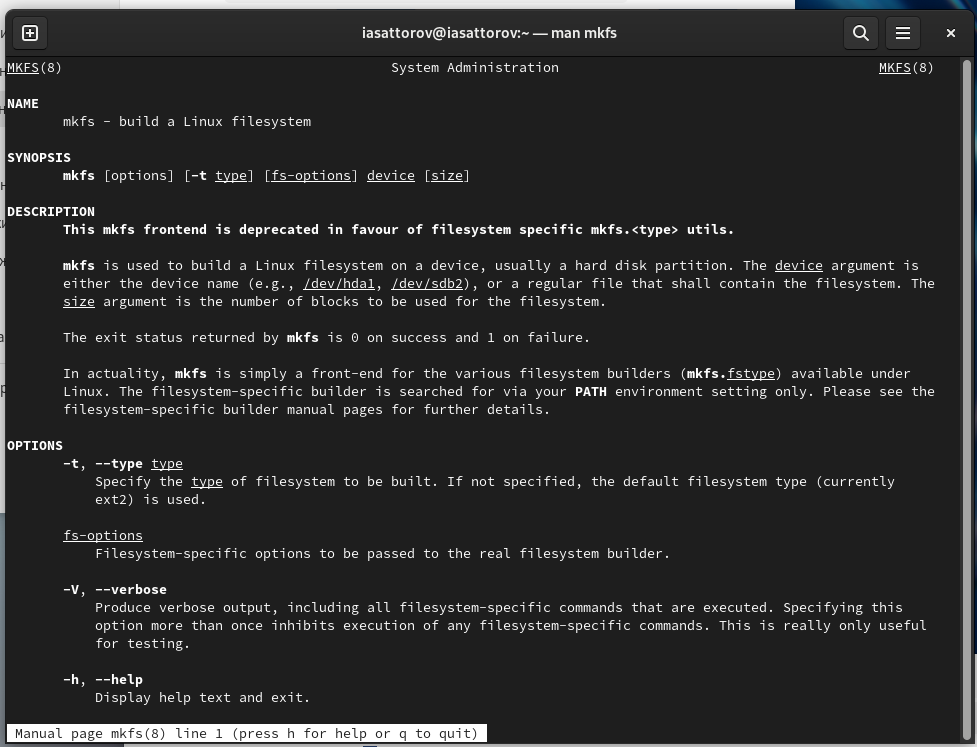 iasattorov@iasattorov:~ — man mkfs
MKFS(8) System Administration MKFS(8)
NAME
mkfs - build a Linux filesystem
SYNOPSIS
mkfs [options] [-t type] [fs-options] device [size]
DESCRIPTION
This mkfs frontend is deprecated in favour of filesystem specific mkfs.<type> utils.
mkfs is used to build a Linux filesystem on a device, usually a hard disk partition. The device argument is
either the device name (e.g., /dev/hda1, /dev/sdb2), or a regular file that shall contain the filesystem. The
size argument is the number of blocks to be used for the filesystem.
The exit status returned by mkfs is 0 on success and 1 on failure.
In actuality, mkfs is simply a front-end for the various filesystem builders (mkfs.fstype) available under
Linux. The filesystem-specific builder is searched for via your PATH environment setting only. Please see the
filesystem-specific builder manual pages for further details.
OPTIONS
-t, --type type
Specify the type of filesystem to be built. If not specified, the default filesystem type (currently
ext2) is used.
fs-options
Filesystem-specific options to be passed to the real filesystem builder.
-V, --verbose
Produce verbose output, including all filesystem-specific commands that are executed. Specifying this
option more than once inhibits execution of any filesystem-specific commands. This is really only useful
for testing.
-h, --help
Display help text and exit.
Manual page mkfs(8) line 1 (press h for help or q to quit)